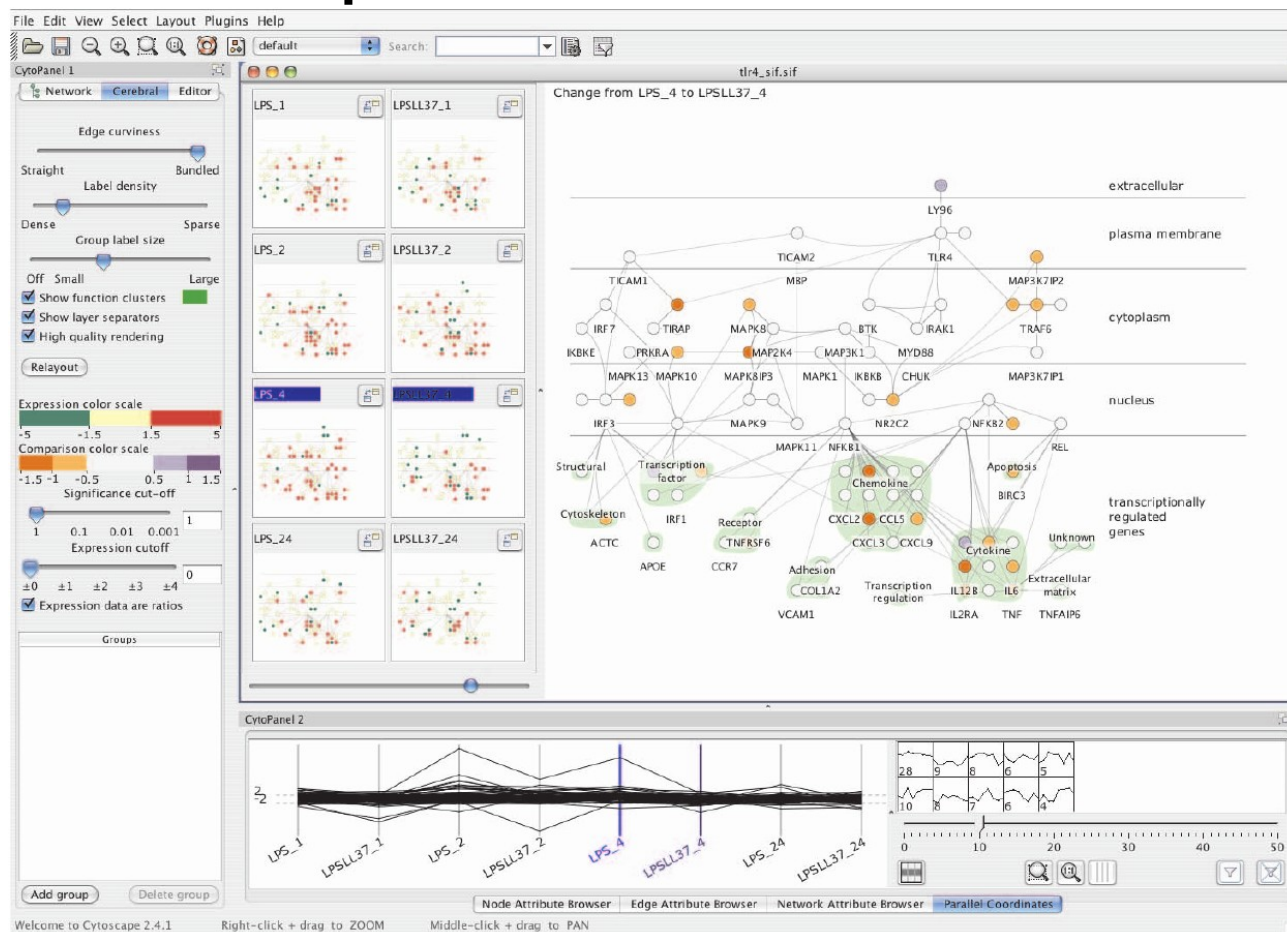 File Edit View Select Layout Plugins Help
default Search:
CytoPanel 1
Network Cerebral Editor
Edge curviness
Straight Bundled
Label density
Dense Sparse
Group label size
Off Small Large
Show function clusters
Show layer separators
High quality rendering
Relayout
Expression color scale
-5 -1.5 1.5 5
Comparison color scale
-1.5 -1 -0.5 0.5 1 1.5
Significance cut-off
1
1 0.1 0.01 0.001
Expression cutoff
0
±0 ±1 ±2 ±3 ±4
Expression data are ratios
Groups
Add group Delete group
tlr4_sif.sif
LPS_1 LPSLL37_1
LPS_2 LPSLL37_2
LPS_4 LPSLL37_4
LPS_24 LPSLL37_24
Change from LPS_4 to LPSLL37_4
extracellular
LY96
plasma membrane
TICAM2 TLR4
TICAM1 MBP MAP3K7IP2
cytoplasm
IRF7 TIRAP MAPK8 BTK IRAK1 TRAF6
IKBKE PRKRA MAP2K4 MAP3K1 MYD88
MAPK13 MAPK10 MAPK8IP3 MAPK1 IKBKB CHUK MAP3K7IP1
nucleus
IRF3 MAPK9 NR2C2 NFKB2
MAPK11 NFKB1 REL
Structural Transcription factor Chemokine Apoptosis
BIRC3
transcriptionally regulated genes
Cytoskeleton IRF1 Receptor CXCL2 CCL5
ACTC TNFRSF6 CXCL3 CXCL9 Cytokine Unknown
APOE CCR7 Adhesion
COL1A2 Transcription regulation IL12B IL6 Extracellular matrix
VCAM1 IL2RA TNF TNFAIP6
CytoPanel 2
2
-2
LPS_1 LPSLL37_1 LPS_2 LPSLL37_2 LPS_4 LPSLL37_4 LPS_24 LPSLL37_24
28 9 8 6 5
10 8 7 6 4
0 10 20 30 40 50
Node Attribute Browser Edge Attribute Browser Network Attribute Browser Parallel Coordinates
Welcome to Cytoscape 2.4.1 Right-click + drag to ZOOM Middle-click + drag to PAN